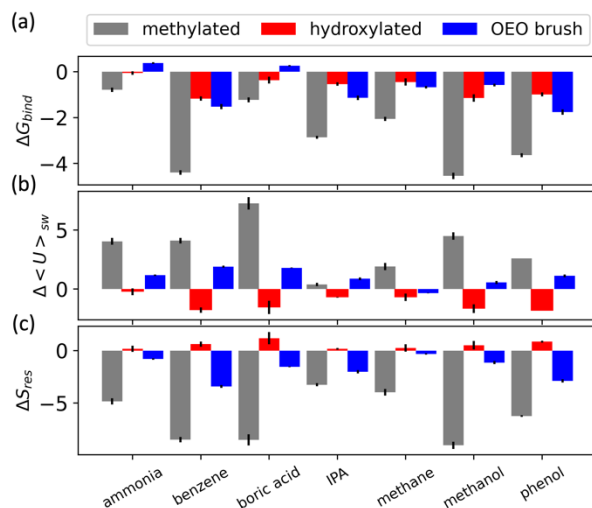 (a)
methylated hydroxylated OEO brush
0
−2
−4
ΔG_bind
(b)
5
0
Δ < U > _sw
(c)
0
−5
ΔS_res
ammonia benzene boric acid IPA methane methanol phenol